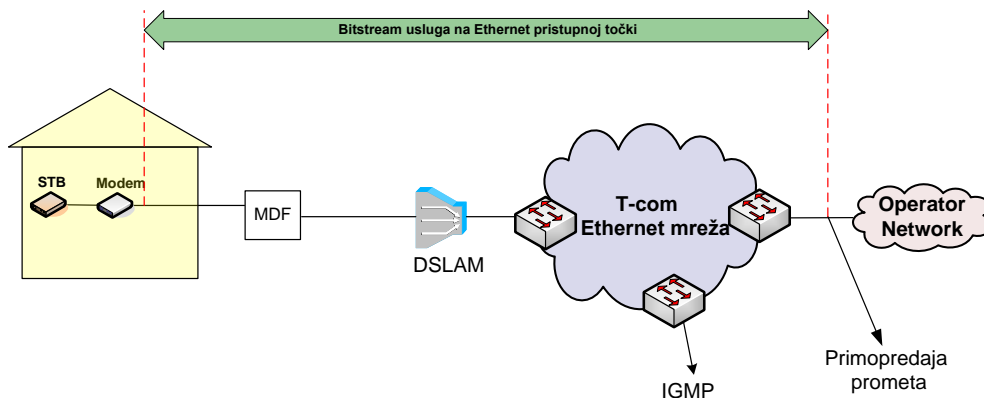 Bitstream usluga na Ethernet pristupnoj točki
STB
Modem
MDF
DSLAM
T-com
Ethernet mreža
Operator
Network
IGMP
Primopredaja
prometa